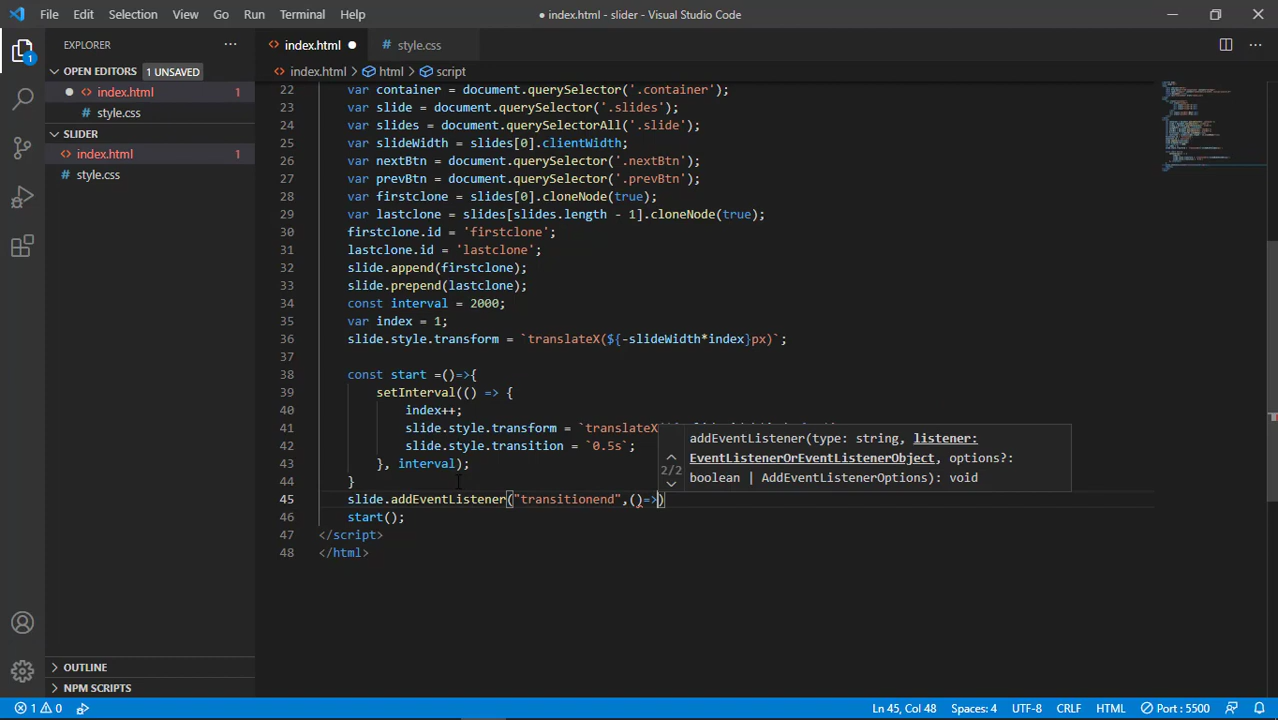 File Edit Selection View Go Run Terminal Help
● index.html - slider - Visual Studio Code
EXPLORER
index.html
style.css
OPEN EDITORS 1 UNSAVED
index.html > html > script
index.html 1
style.css
SLIDER
index.html 1
style.css
22 var container = document.querySelector('.container');
23 var slide = document.querySelector('.slides');
24 var slides = document.querySelectorAll('.slide');
25 var slideWidth = slides[0].clientWidth;
26 var nextBtn = document.querySelector('.nextBtn');
27 var prevBtn = document.querySelector('.prevBtn');
28 var firstclone = slides[0].cloneNode(true);
29 var lastclone = slides[slides.length - 1].cloneNode(true);
30 firstclone.id = 'firstclone';
31 lastclone.id = 'lastclone';
32 slide.append(firstclone);
33 slide.prepend(lastclone);
34 const interval = 2000;
35 var index = 1;
36 slide.style.transform = `translateX(${-slideWidth*index}px)`;
37
38 const start =()=>{
39 setInterval(() => {
40 index++;
41 slide.style.transform = `translateX
42 slide.style.transition = `0.5s`;
43 }, interval);
44 }
45 slide.addEventListener("transitionend",()=>)
46 start();
47 </script>
48 </html>
2/2
addEventListener(type: string, listener:
EventListenerOrEventListenerObject, options?:
boolean | AddEventListenerOptions): void
OUTLINE
NPM SCRIPTS
1 0
Ln 45, Col 48 Spaces: 4 UTF-8 CRLF HTML Port : 5500